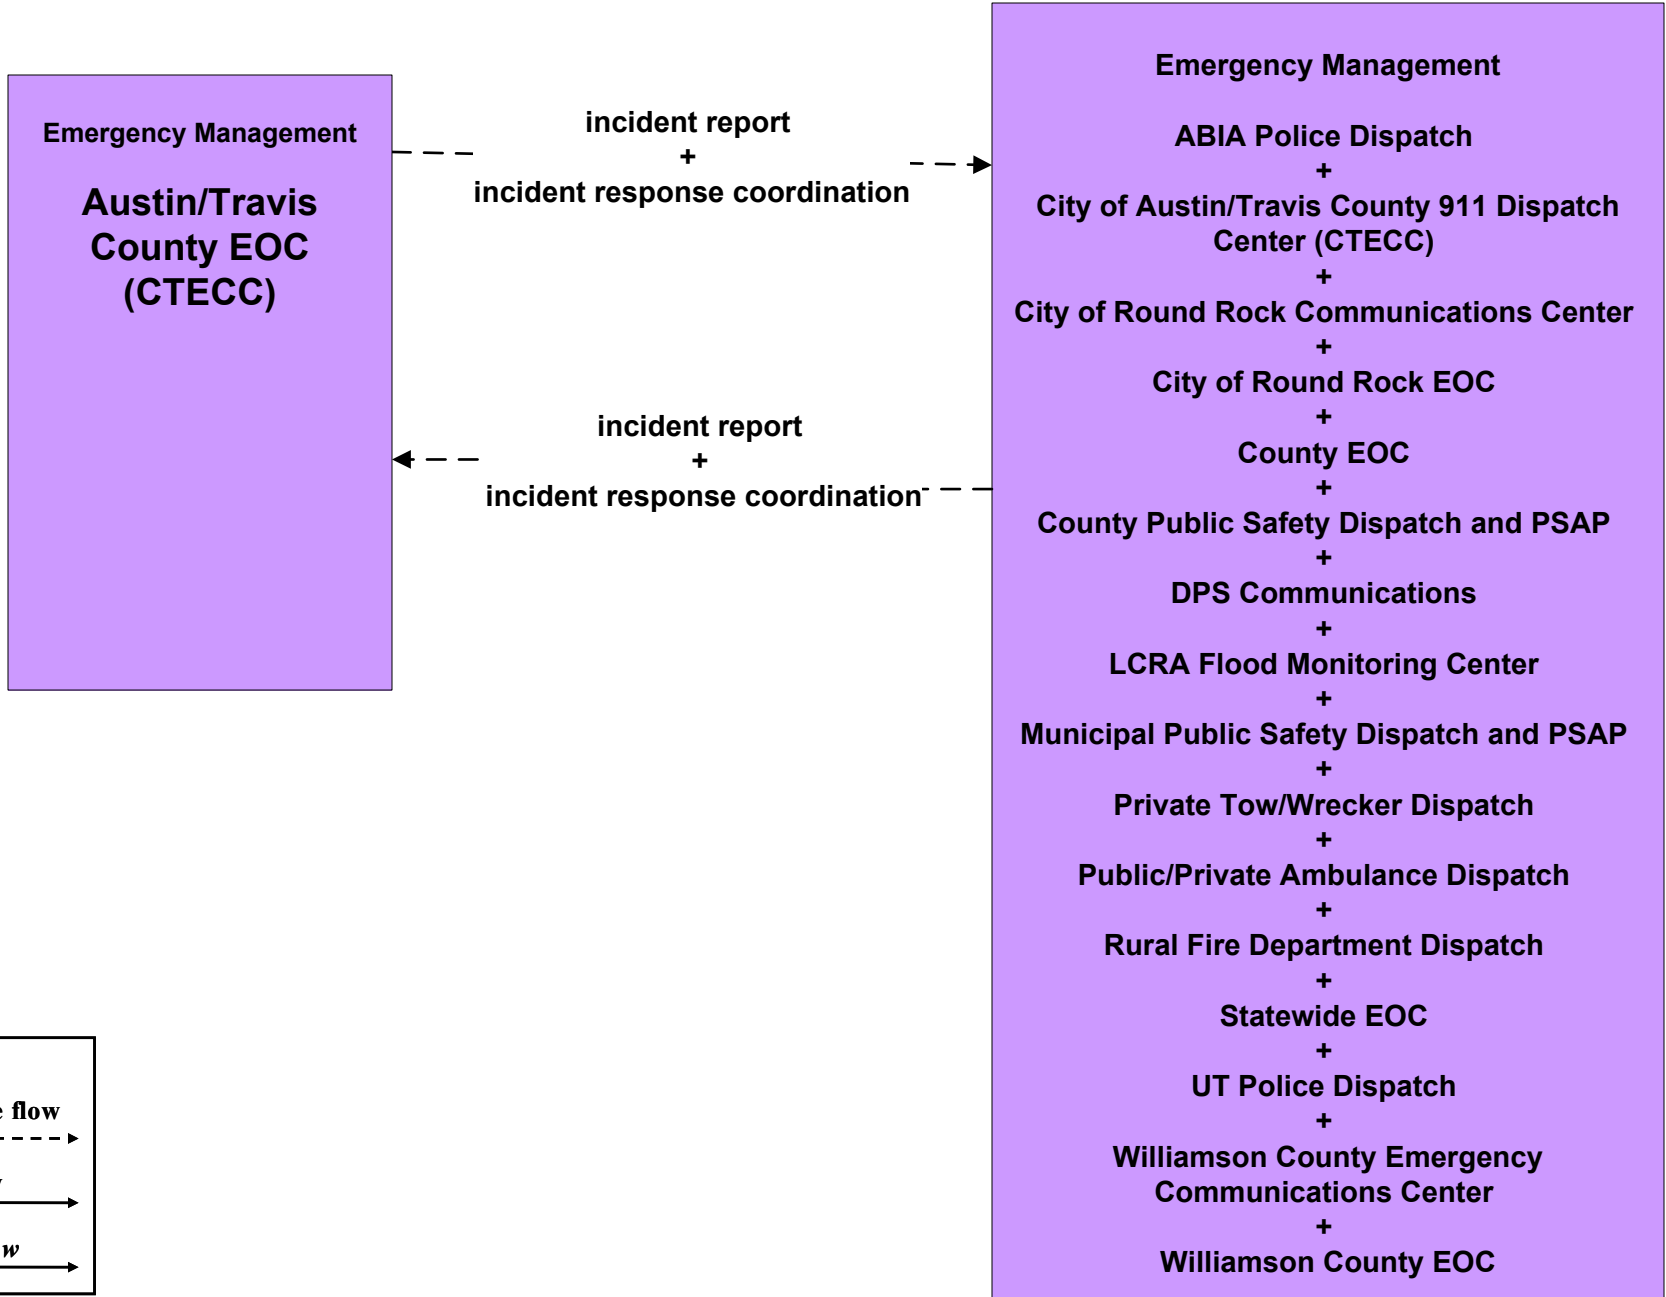 Emergency Management
Austin/Travis
County EOC
(CTECC)
incident report
+
incident response coordination
incident report
+
incident response coordination
Emergency Management
ABIA Police Dispatch
+
City of Austin/Travis County 911 Dispatch
Center (CTECC)
+
City of Round Rock Communications Center
+
City of Round Rock EOC
+
County EOC
+
County Public Safety Dispatch and PSAP
+
DPS Communications
+
LCRA Flood Monitoring Center
+
Municipal Public Safety Dispatch and PSAP
+
Private Tow/Wrecker Dispatch
+
Public/Private Ambulance Dispatch
+
Rural Fire Department Dispatch
+
Statewide EOC
+
UT Police Dispatch
+
Williamson County Emergency
Communications Center
+
Williamson County EOC
flow